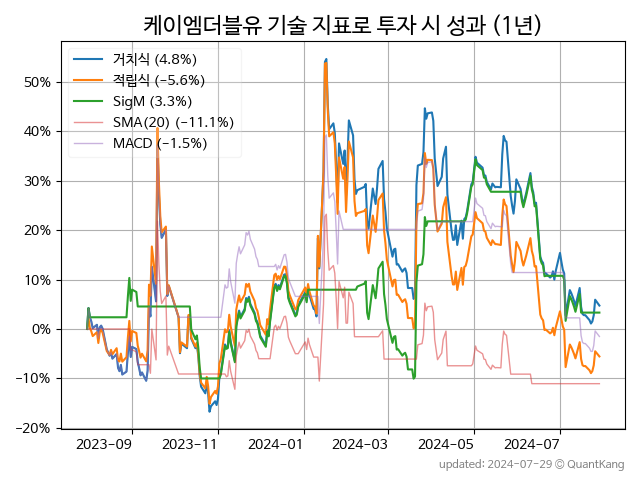 케이엠더블유 기술 지표로 투자 시 성과 (1년)
거치식 (4.8%)
적립식 (−5.6%)
SigM (3.3%)
SMA(20) (−11.1%)
MACD (−1.5%)
50%
40%
30%
20%
10%
0%
−10%
−20%
2023-09 2023-11 2024-01 2024-03 2024-05 2024-07
updated: 2024-07-29 © QuantKang